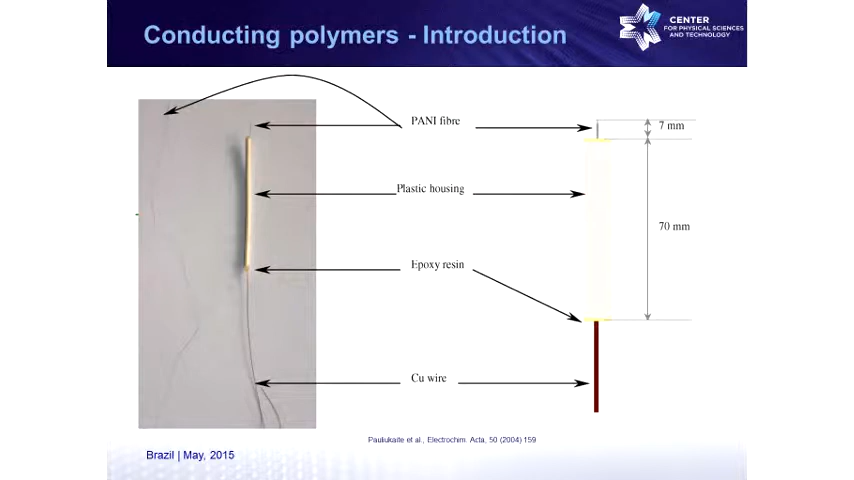 Conducting polymers - Introduction
CENTER
FOR PHYSICAL SCIENCES
AND TECHNOLOGY
PANI fibre
7 mm
Plastic housing
70 mm
Epoxy resin
Cu wire
Pauliukaite et al., Electrochim. Acta, 50 (2004) 159
Brazil | May, 2015